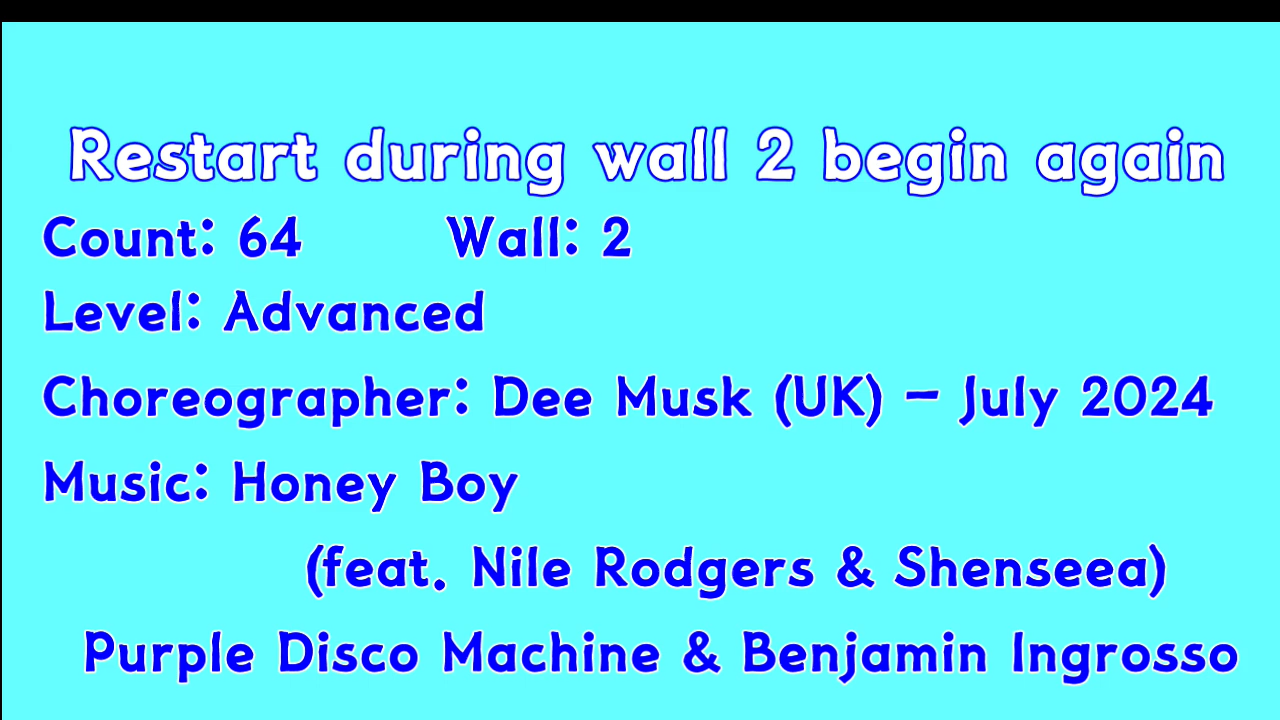 Restart during wall 2 begin again
Count: 64 Wall: 2
Level: Advanced
Choreographer: Dee Musk (UK) - July 2024
Music: Honey Boy
(feat. Nile Rodgers & Shenseea)
Purple Disco Machine & Benjamin Ingrosso